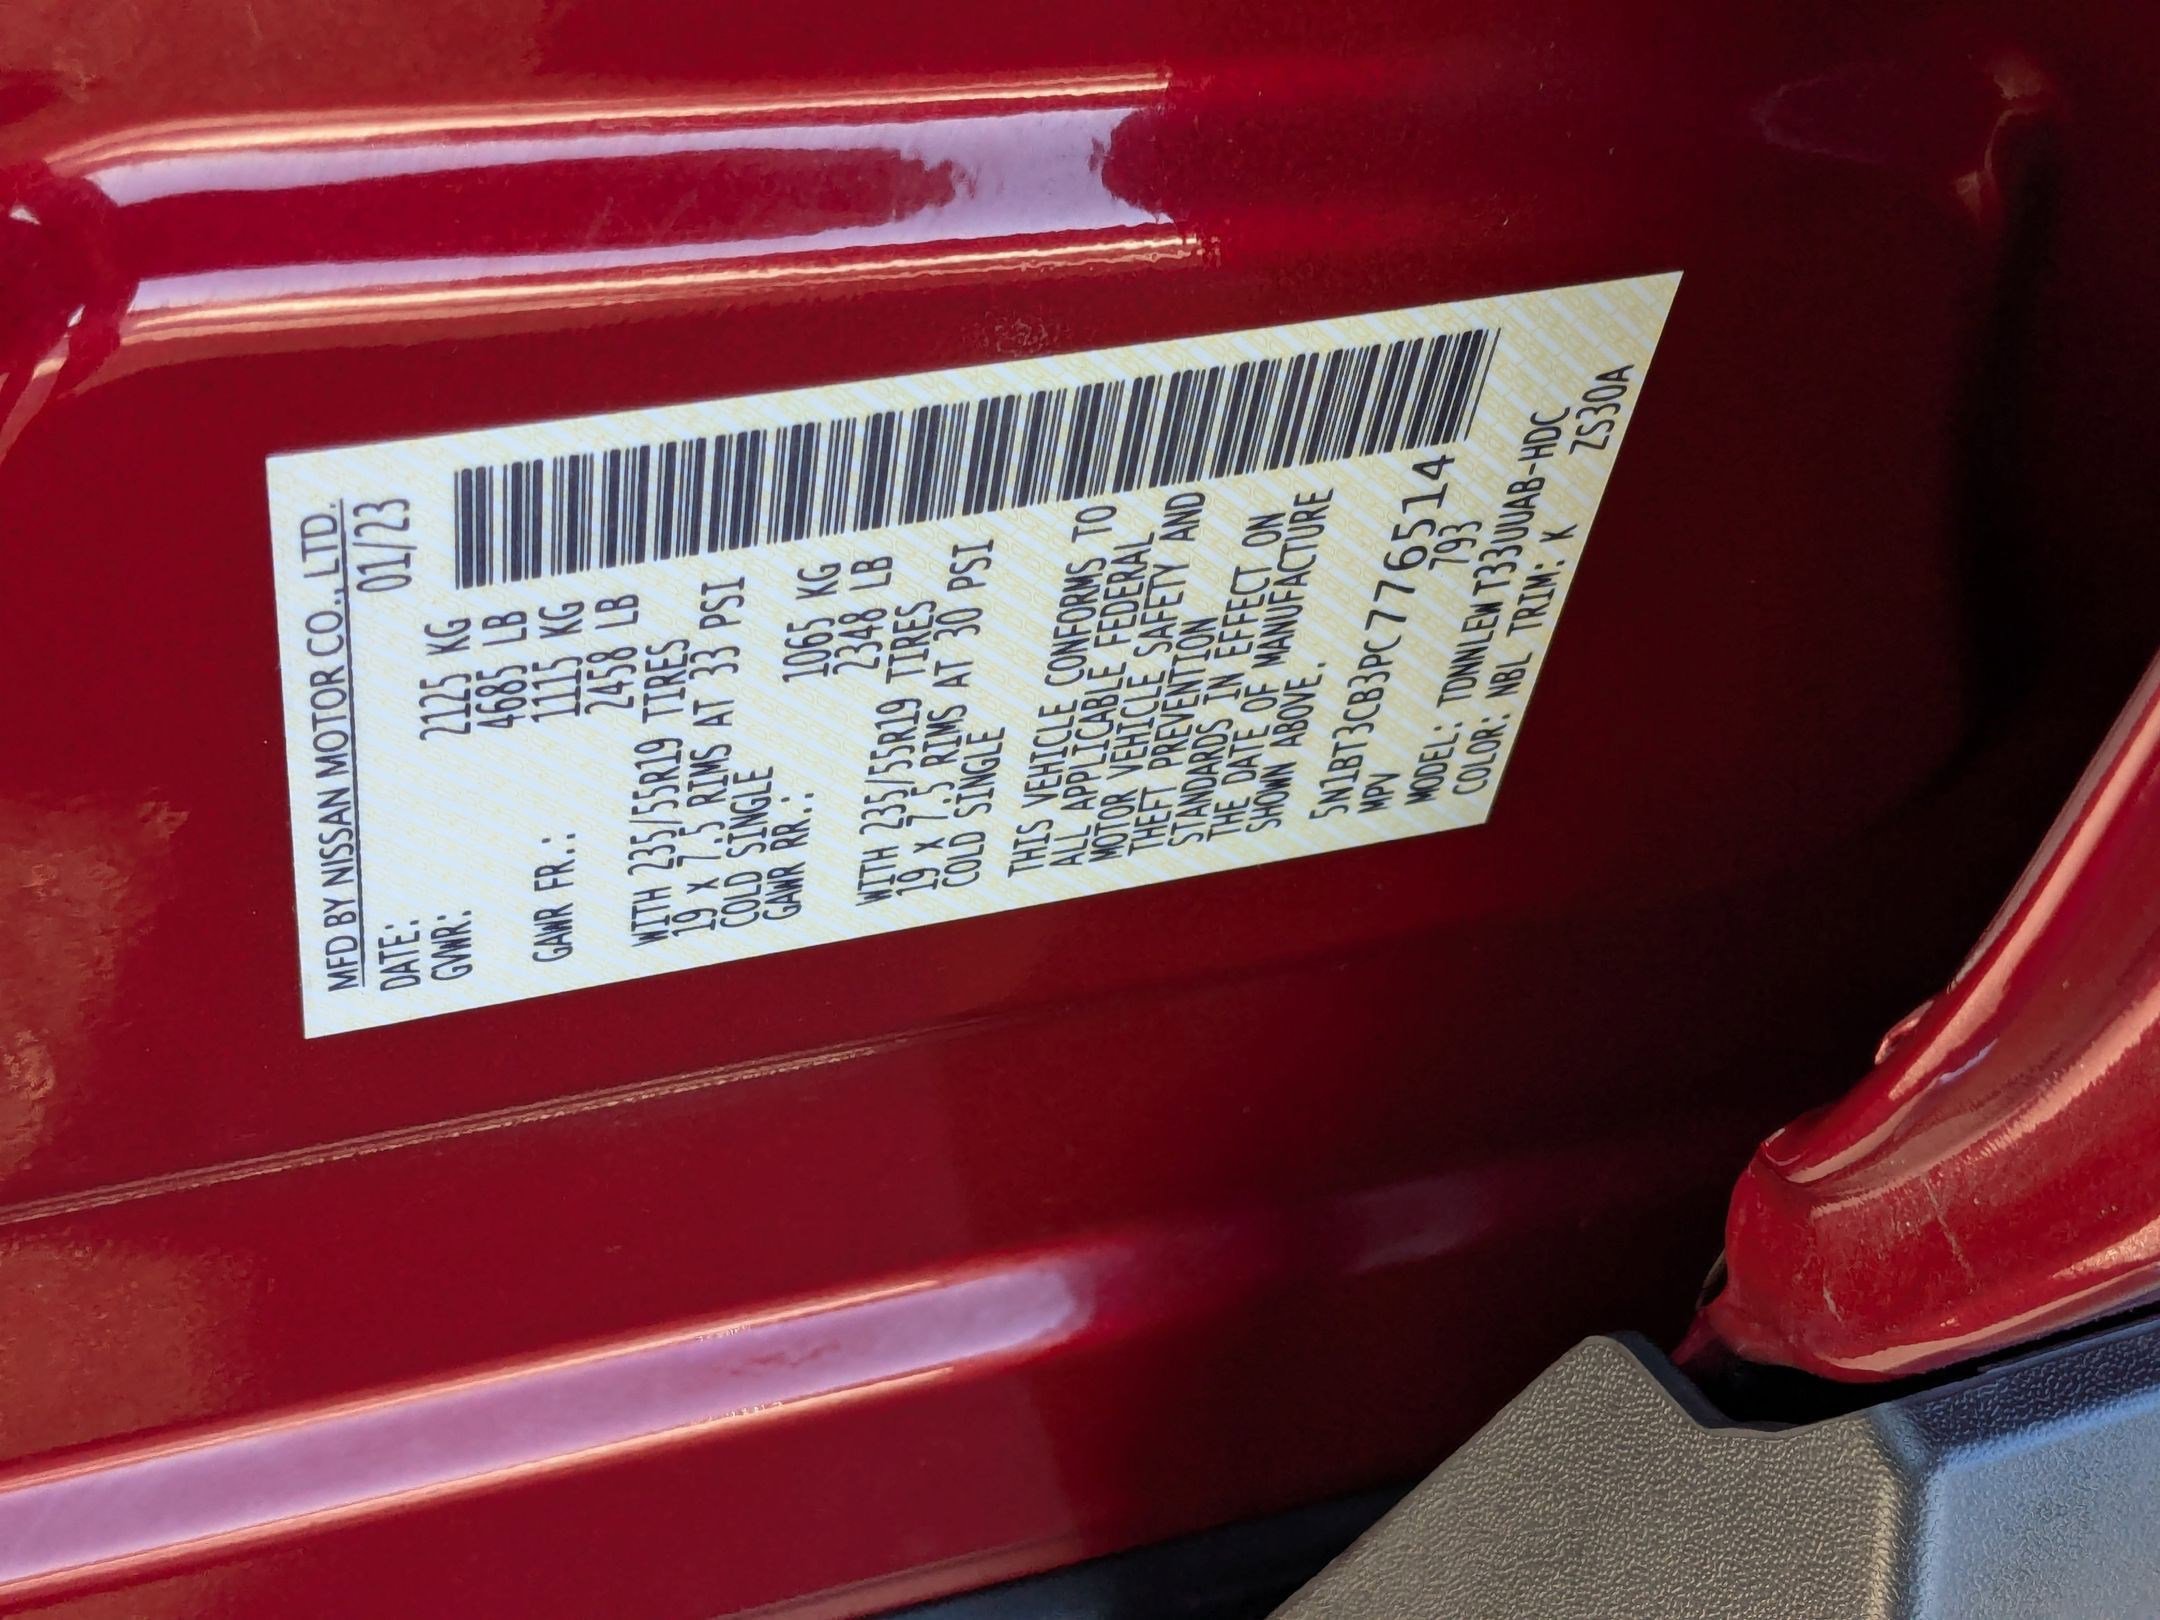 MFD BY NISSAN MOTOR CO.,LTD.
DATE: 01/23
GVWR: 2125 KG
4685 LB
GAWR FR.: 1115 KG
2458 LB
WITH 235/55R19 TIRES
19 X 7.5 RIMS AT 33 PSI
COLD SINGLE
GAWR RR.: 1065 KG
2348 LB
WITH 235/55R19 TIRES
19 X 7.5 RIMS AT 30 PSI
COLD SINGLE
THIS VEHICLE CONFORMS TO
ALL APPLICABLE FEDERAL
MOTOR VEHICLE SAFETY AND
THEFT PREVENTION
STANDARDS IN EFFECT ON
THE DATE OF MANUFACTURE
SHOWN ABOVE.
5N1BT3CB3PC776514
MPV 793
MODEL: TDNNLEW T33UUAB-HDC
COLOR: NBL TRIM: X ZS30A